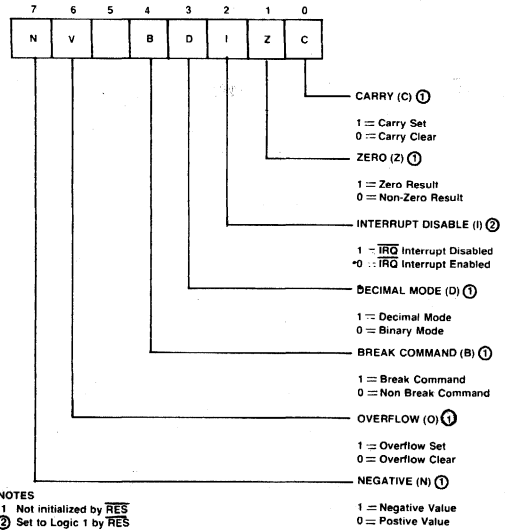 7 6 5 4 3 2 1 0
N V B D I Z C
CARRY (C) ①
1 = Carry Set
0 = Carry Clear
ZERO (Z) ①
1 = Zero Result
0 = Non-Zero Result
INTERRUPT DISABLE (I) ②
1 = IRQ Interrupt Disabled
0 = IRQ Interrupt Enabled
DECIMAL MODE (D) ①
1 = Decimal Mode
0 = Binary Mode
BREAK COMMAND (B) ①
1 = Break Command
0 = Non Break Command
OVERFLOW (O) ①
1 = Overflow Set
0 = Overflow Clear
NEGATIVE (N) ①
1 = Negative Value
0 = Postive Value
NOTES
1 Not initialized by RES
② Set to Logic 1 by RES